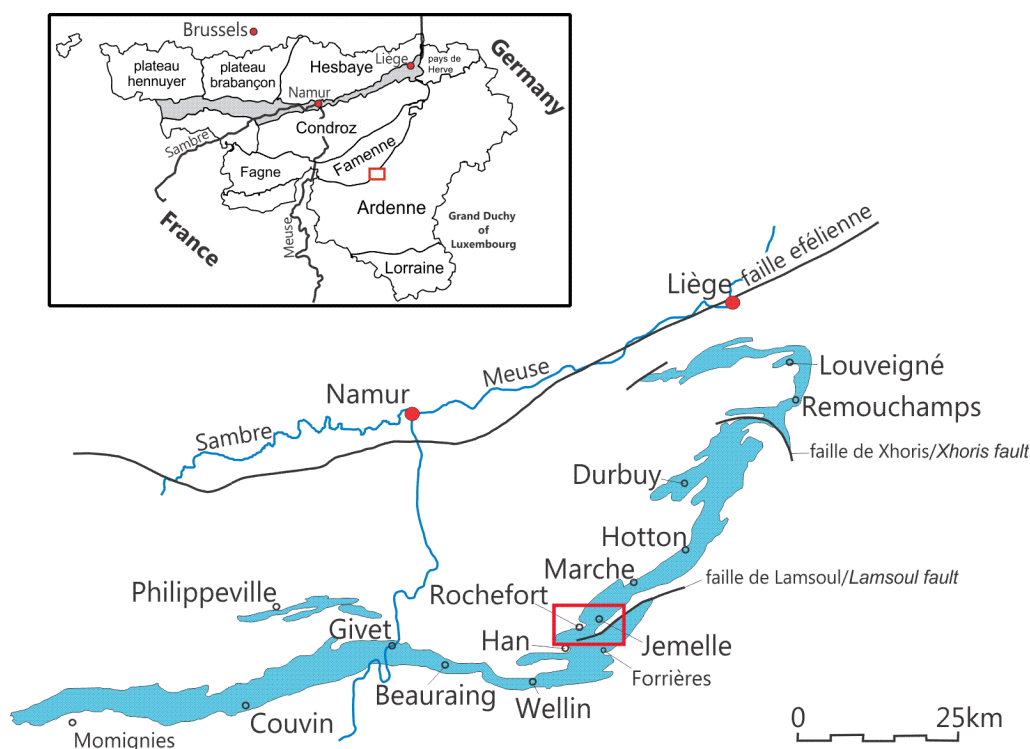 Brussels
Germany
plateau
hennuyer
plateau
brabançon
Hesbaye
Liège
pays de
Herve
Namur
Sambre
Condroz
Famenne
Fagne
Ardenne
France
Meuse
Grand Duchy
of
Luxembourg
Lorraine
Liège
faille eféliénne
Louveigné
Namur
Meuse
Remouchamps
Sambre
faille de Xhoris/Xhoris fault
Durbuy
Hotton
Marche
faille de Lamsoul/Lamsoul fault
Philippeville
Rochefort
Givet
Han
Jemelle
Forrières
Beauraing
Wellin
Couvin
Momignies
0
25km